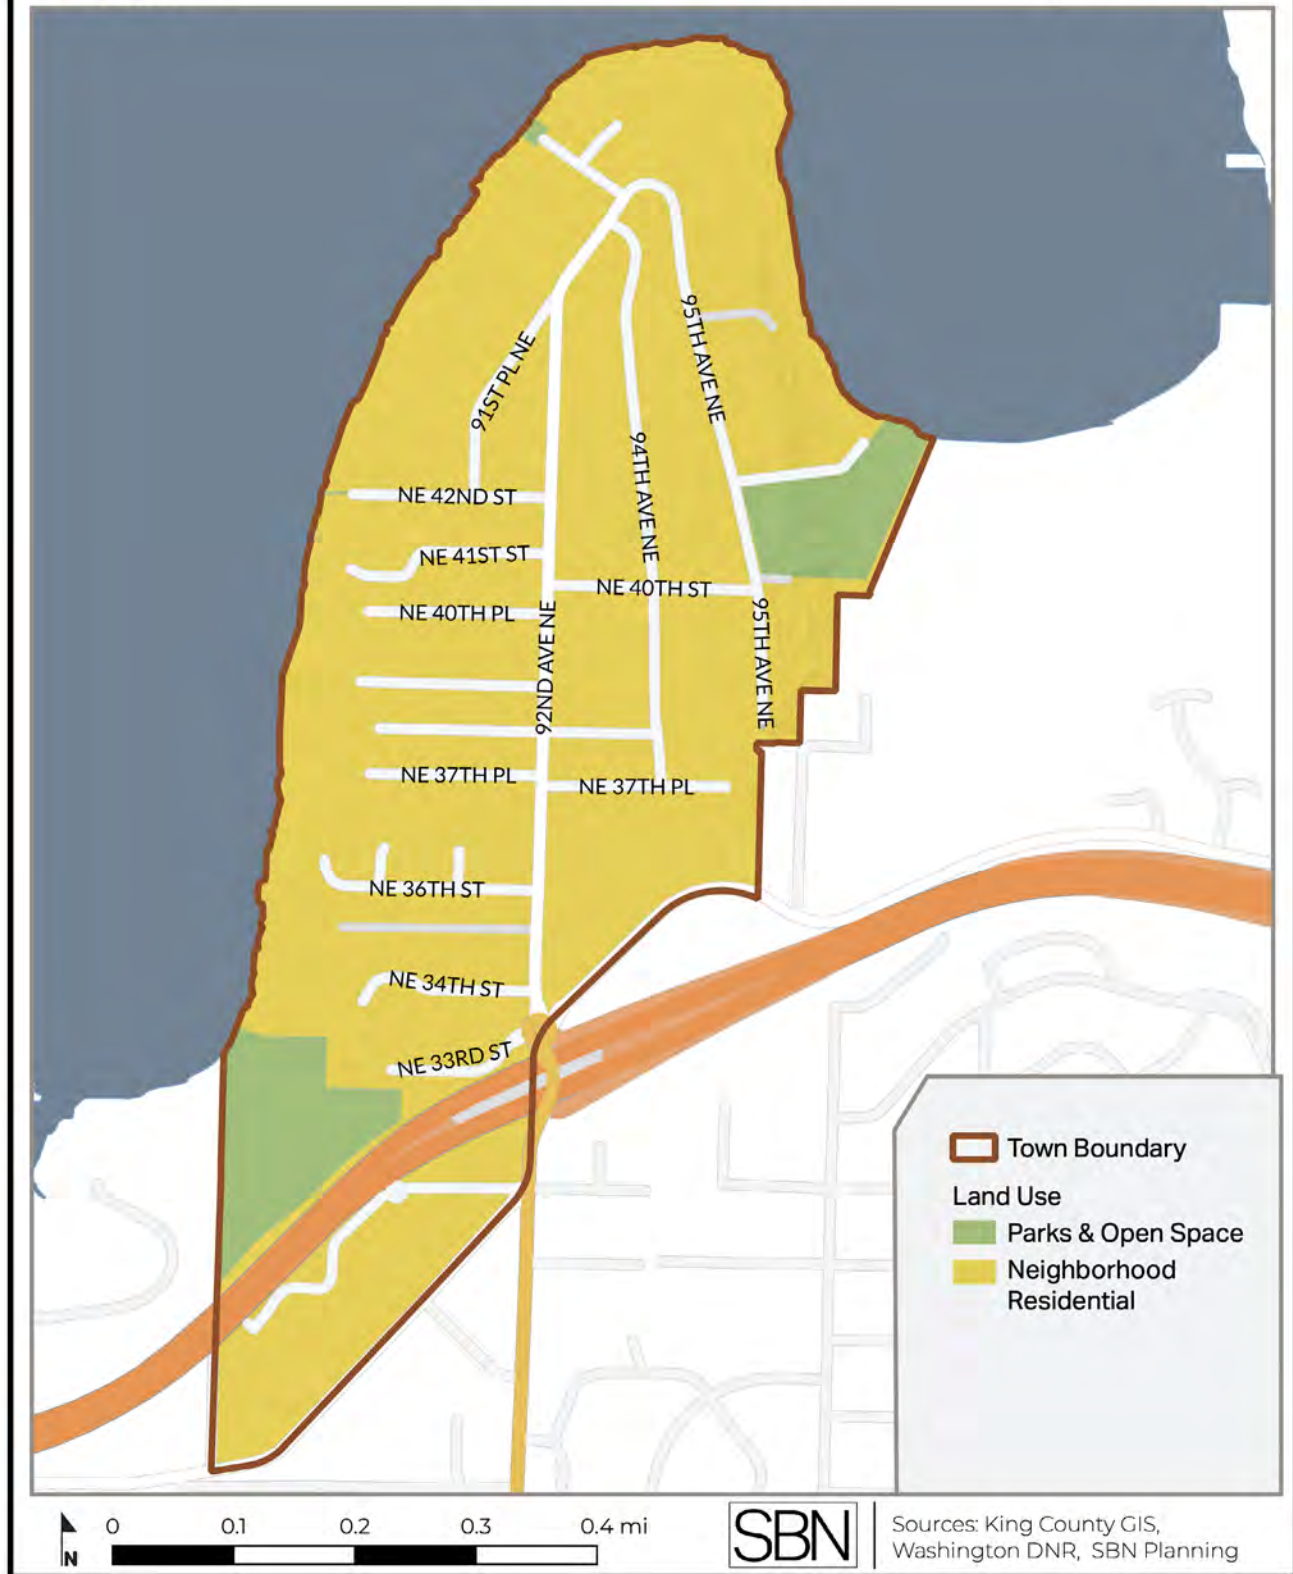 95TH AVE NE
91ST PL NE
94TH AVE NE
NE 42ND ST
NE 41ST ST
NE 40TH ST
NE 40TH PL
92ND AVE NE
95TH AVE NE
NE 37TH PL
NE 37TH PL
NE 36TH ST
NE 34TH ST
NE 33RD ST
Town Boundary
Land Use
Parks & Open Space
Neighborhood
Residential
N
0 0.1 0.2 0.3 0.4 mi
SBN
Sources: King County GIS,
Washington DNR, SBN Planning